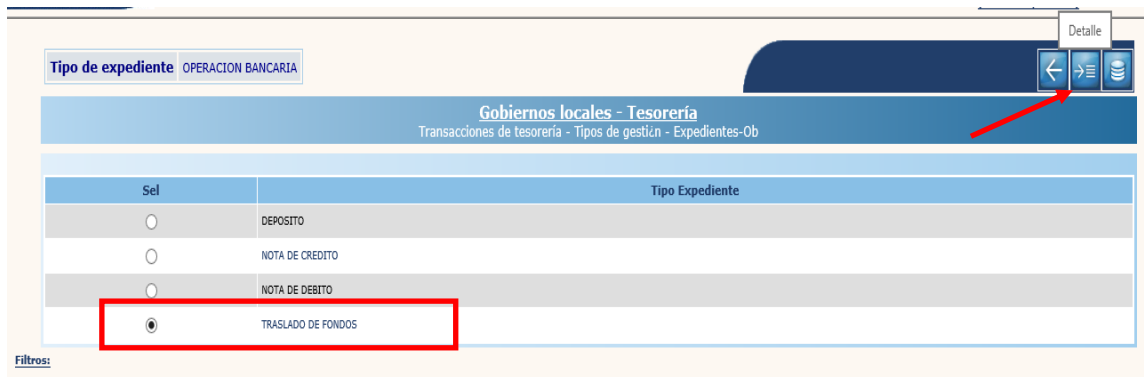 Detalle
Tipo de expediente OPERACION BANCARIA
Gobiernos locales - Tesorería
Transacciones de tesorería - Tipos de gesti¿n - Expedientes-Ob
Sel Tipo Expediente
DEPOSITO
NOTA DE CREDITO
NOTA DE DEBITO
TRASLADO DE FONDOS
Filtros: